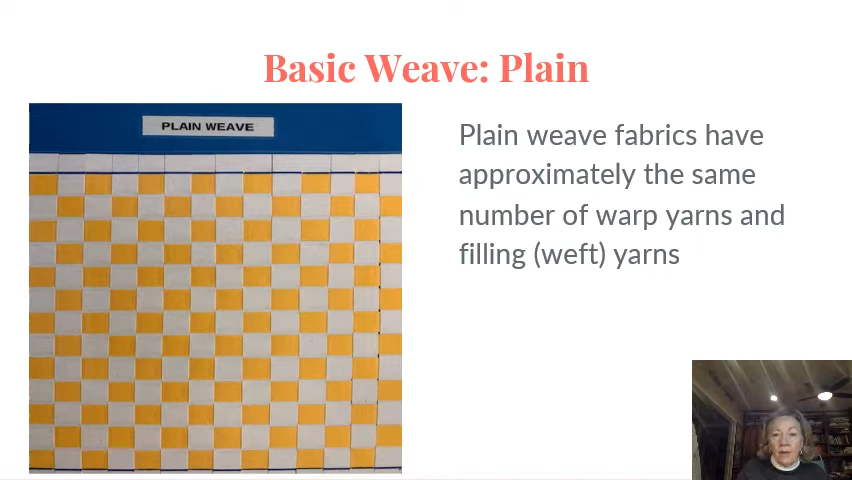 Basic Weave: Plain
PLAIN WEAVE
Plain weave fabrics have
approximately the same
number of warp yarns and
filling (weft) yarns